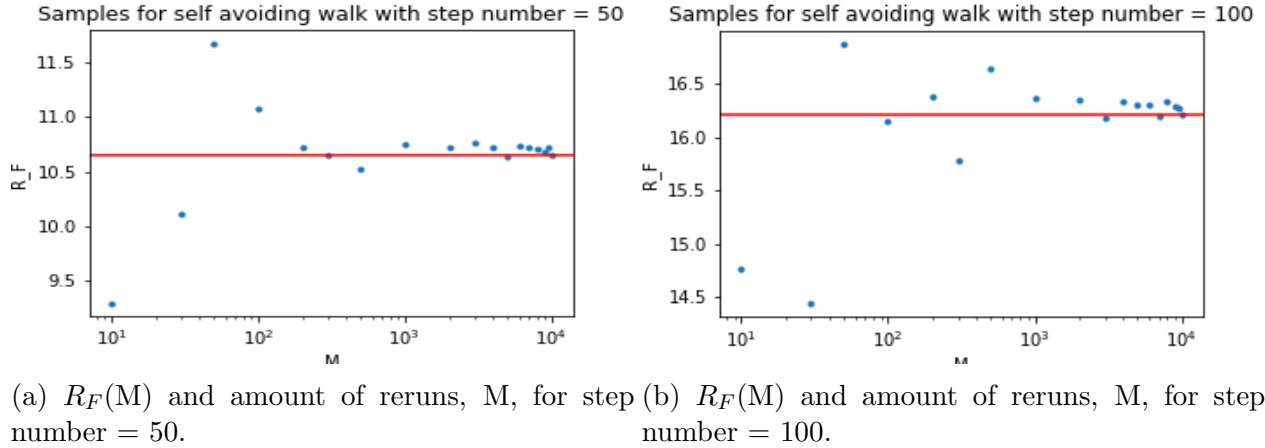 Samples for self avoiding walk with step number = 50
11.5
11.0
10.5
10.0
9.5
R_F
10¹
10²
10³
10⁴
M
Samples for self avoiding walk with step number = 100
16.5
16.0
15.5
15.0
14.5
R_F
10¹
10²
10³
10⁴
M
(a) R_F(M) and amount of reruns, M, for step
number = 50.
(b) R_F(M) and amount of reruns, M, for step
number = 100.